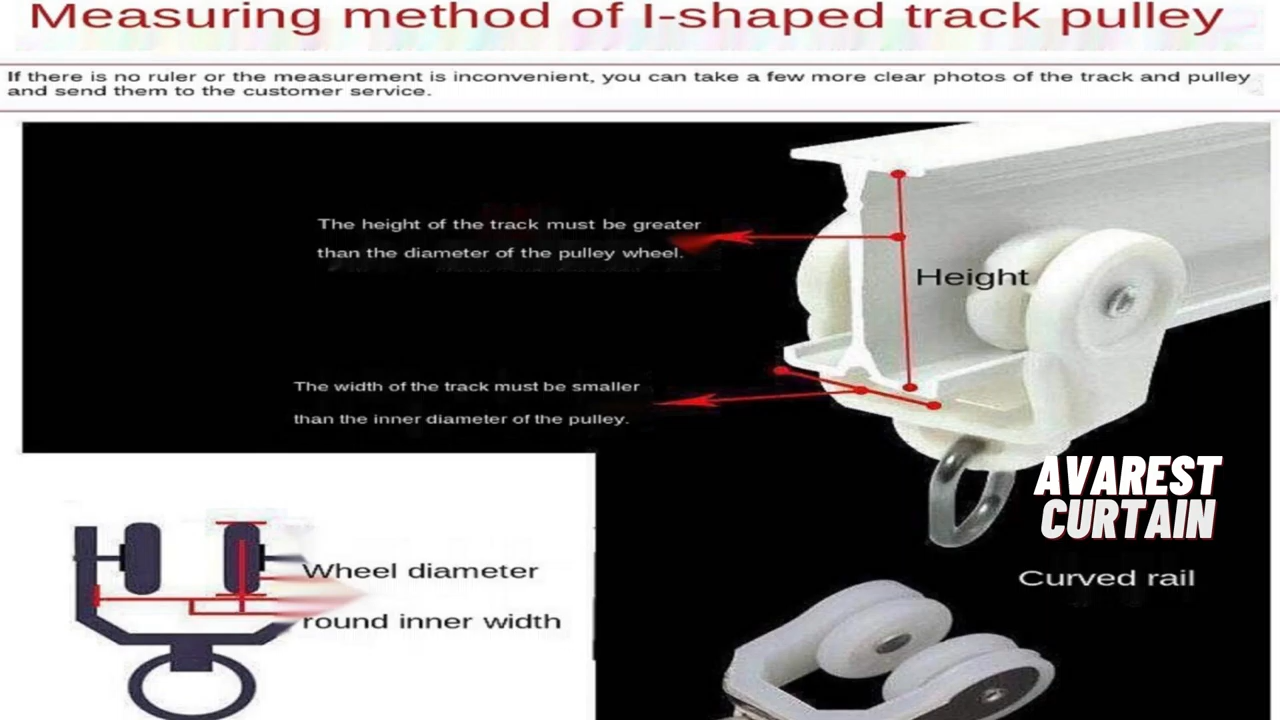 Measuring method of I-shaped track pulley
If there is no ruler or the measurement is inconvenient, you can take a few more clear photos of the track and pulley
and send them to the customer service.
The height of the track must be greater
than the diameter of the pulley wheel.
Height
The width of the track must be smaller
than the inner diameter of the pulley.
AVAREST
CURTAIN
Curved rail
Wheel diameter
round inner width